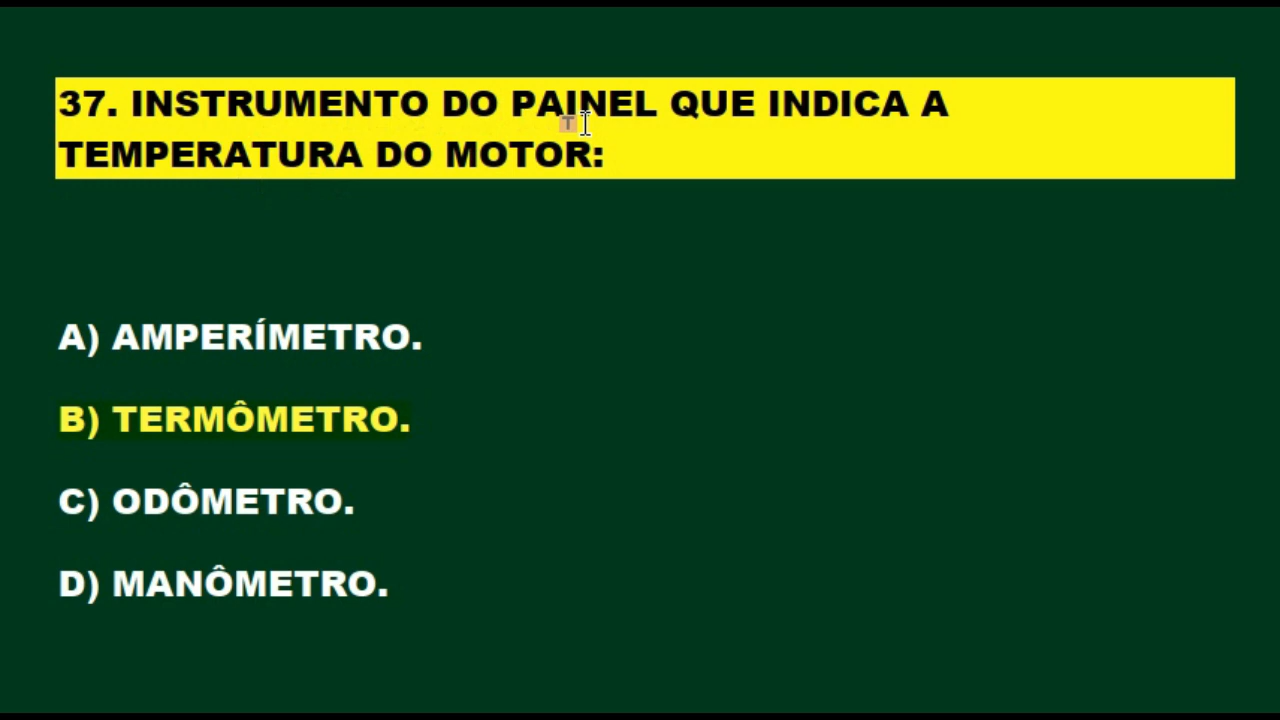 37. INSTRUMENTO DO PAINEL QUE INDICA A
TEMPERATURA DO MOTOR:
A) AMPERÍMETRO.
B) TERMÔMETRO.
C) ODÔMETRO.
D) MANÔMETRO.